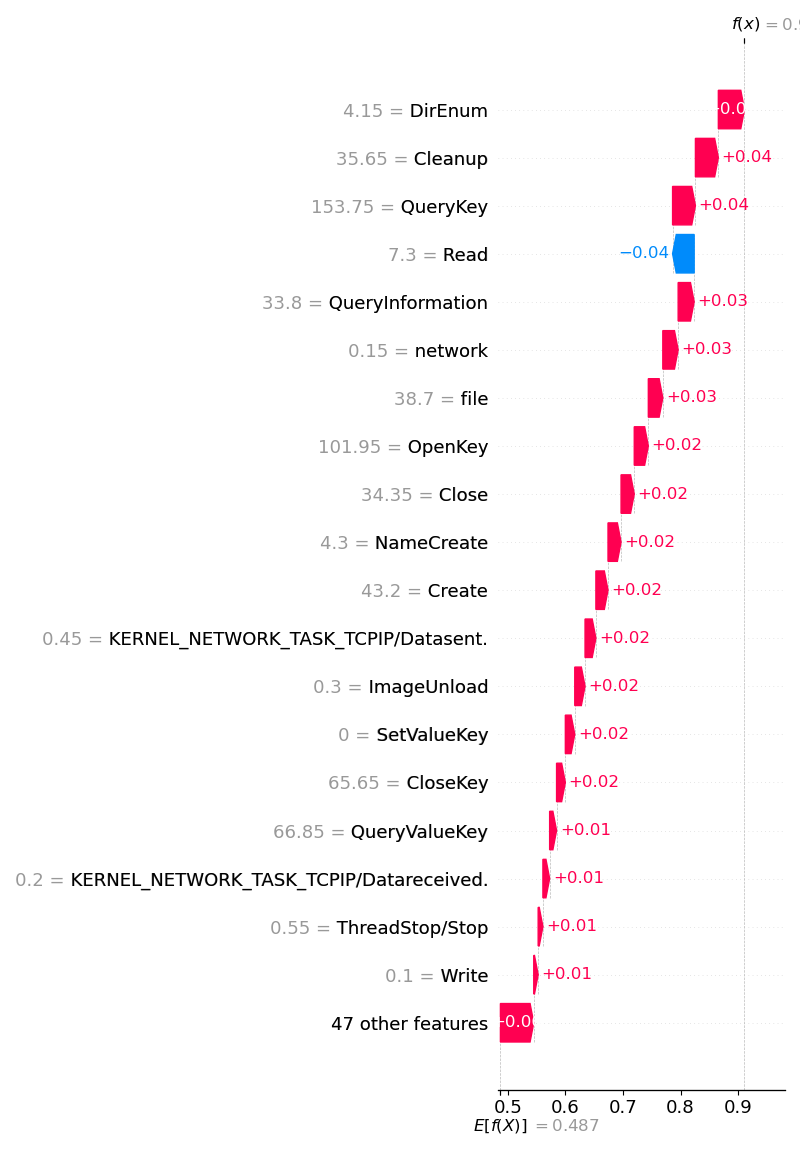 f(x) = 0.9
4.15 = DirEnum
35.65 = Cleanup +0.04
153.75 = QueryKey +0.04
7.3 = Read −0.04
33.8 = QueryInformation +0.03
0.15 = network +0.03
38.7 = file +0.03
101.95 = OpenKey +0.02
34.35 = Close +0.02
4.3 = NameCreate +0.02
43.2 = Create +0.02
0.45 = KERNEL_NETWORK_TASK_TCPIP/Datasent. +0.02
0.3 = ImageUnload +0.02
0 = SetValueKey +0.02
65.65 = CloseKey +0.02
66.85 = QueryValueKey +0.01
0.2 = KERNEL_NETWORK_TASK_TCPIP/Datareceived. +0.01
0.55 = ThreadStop/Stop +0.01
0.1 = Write +0.01
47 other features
0.5 0.6 0.7 0.8 0.9
E[f(X)] = 0.487